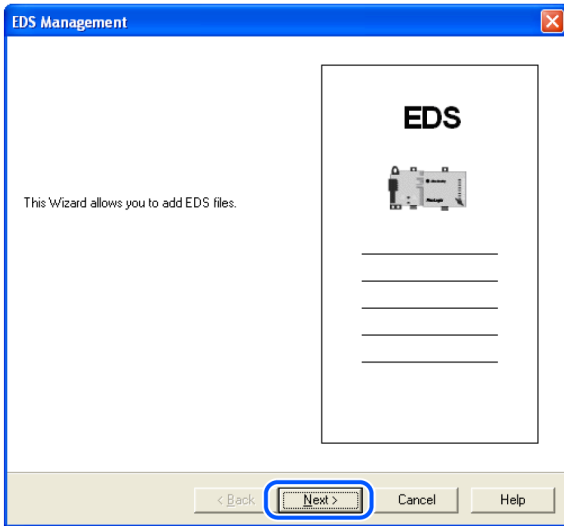 EDS Management
EDS
This Wizard allows you to add EDS files.
< Back
Next >
Cancel
Help